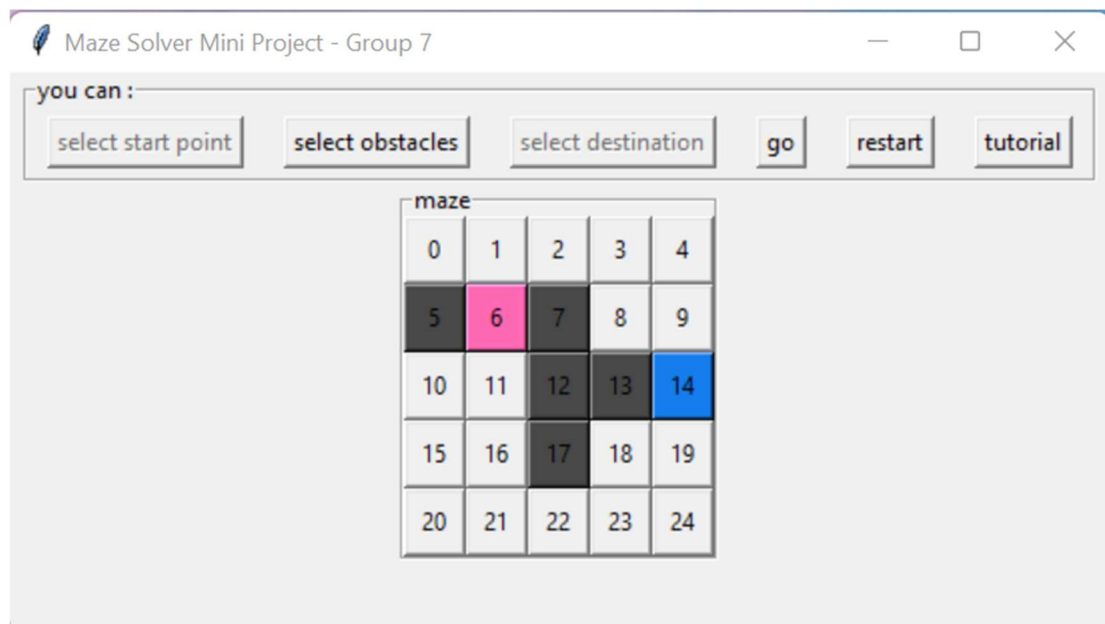 Maze Solver Mini Project - Group 7
you can :
select start point select obstacles select destination go restart tutorial
maze
0 1 2 3 4
5 6 7 8 9
10 11 12 13 14
15 16 17 18 19
20 21 22 23 24